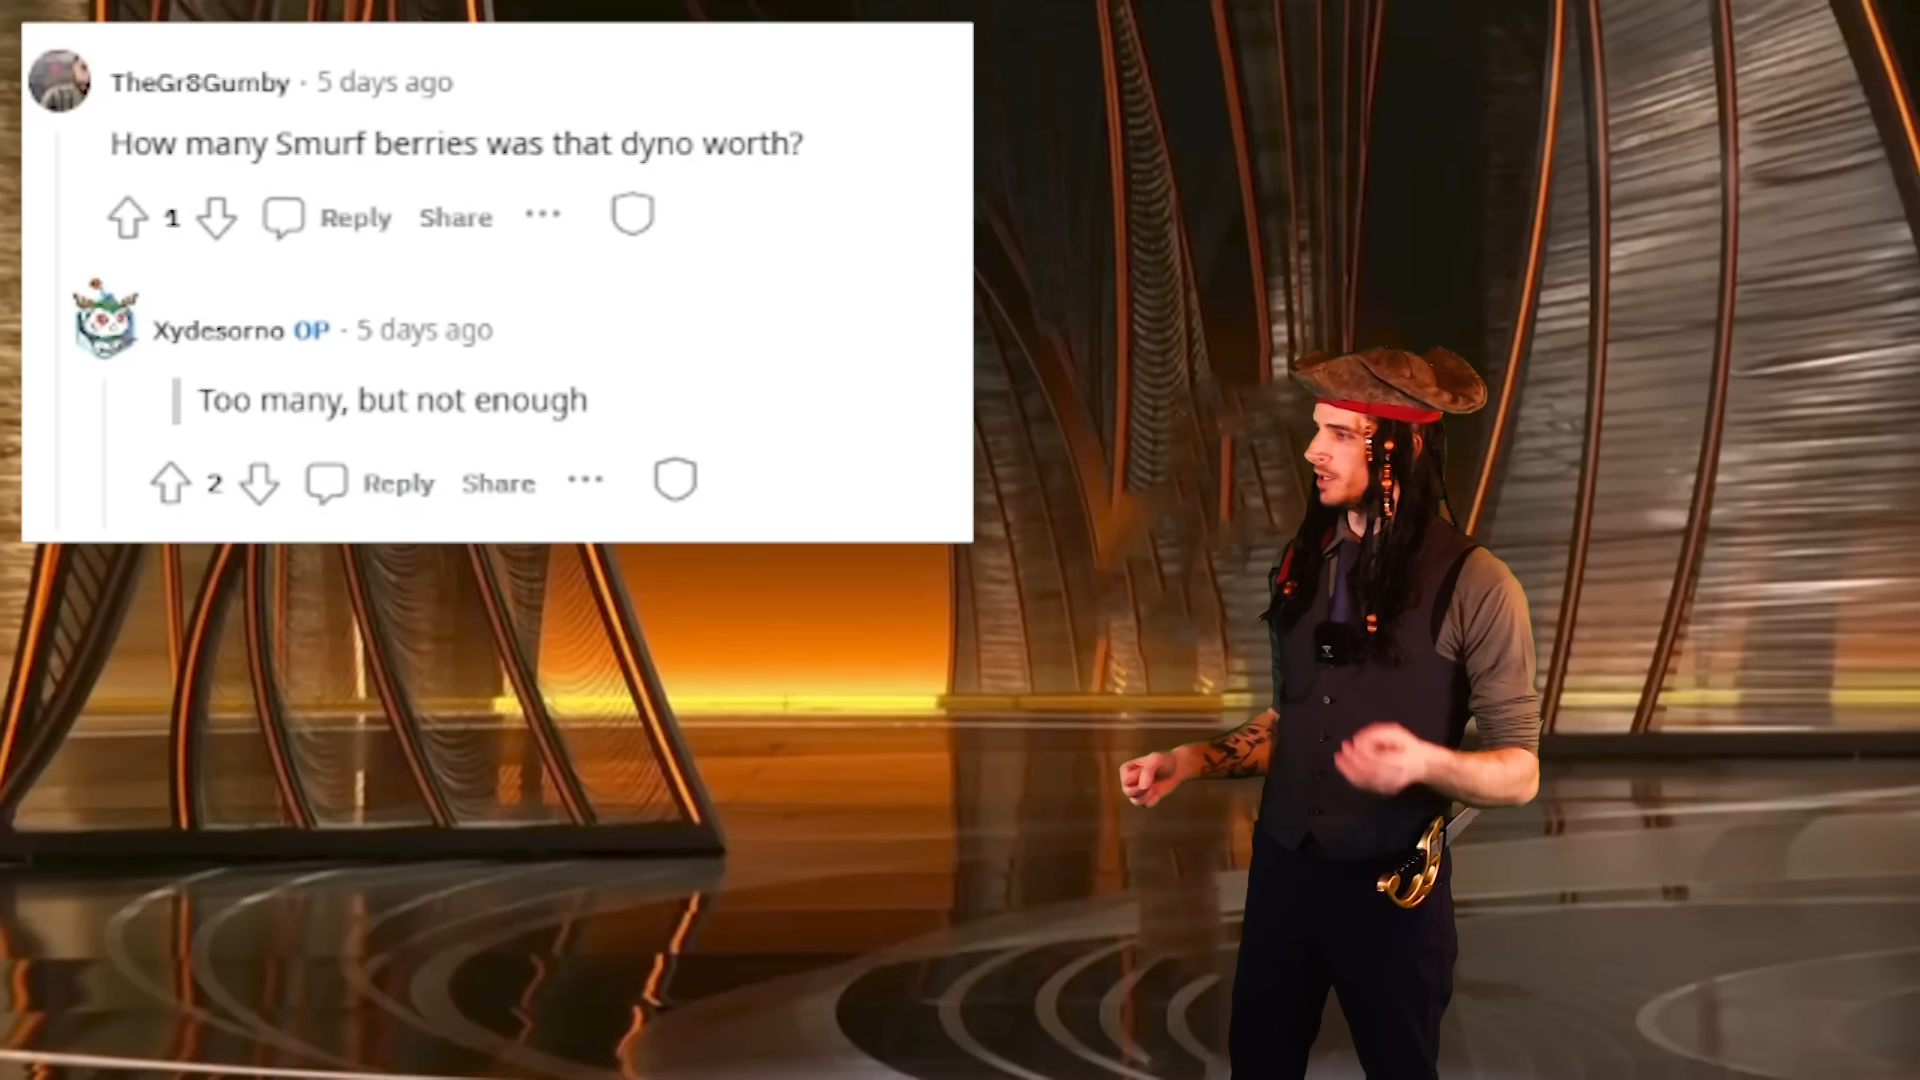 TheGr8Gumby · 5 days ago
How many Smurf berries was that dyno worth?
1 Reply Share ···
Xydesorno OP · 5 days ago
Too many, but not enough
2 Reply Share ···